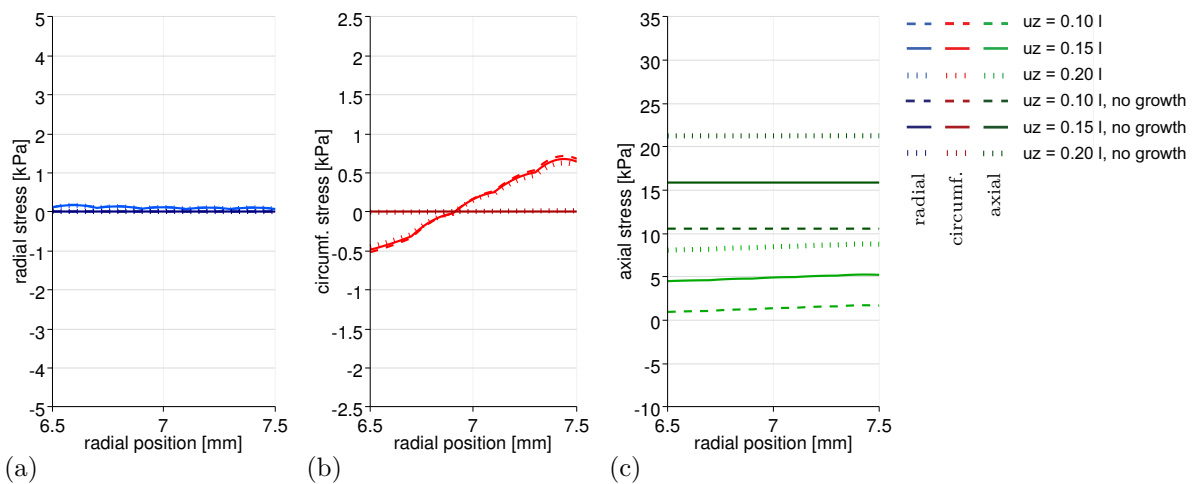 5
4
3
2
1
0
-1
-2
-3
-4
-5
radial stress [kPa]
6.5
7
7.5
radial position [mm]
(a)
2.5
2
1.5
1
0.5
0
-0.5
-1
-1.5
-2
-2.5
circumf. stress [kPa]
6.5
7
7.5
radial position [mm]
(b)
35
30
25
20
15
10
5
0
-5
-10
axial stress [kPa]
6.5
7
7.5
radial position [mm]
(c)
uz = 0.10 l
uz = 0.15 l
uz = 0.20 l
uz = 0.10 l, no growth
uz = 0.15 l, no growth
uz = 0.20 l, no growth
radial
circumf.
axial